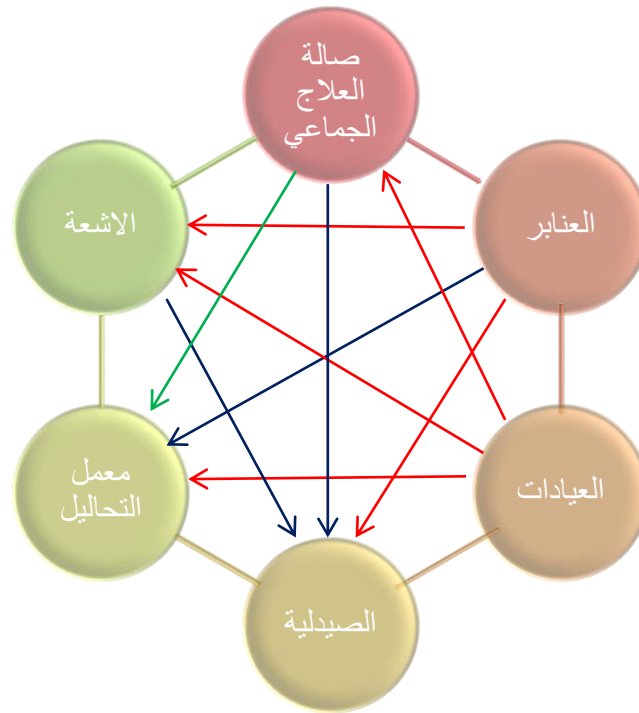 صالة
العلاج
الجماعي
العنابر
العيادات
الصيدلية
معمل
التحاليل
الاشعة